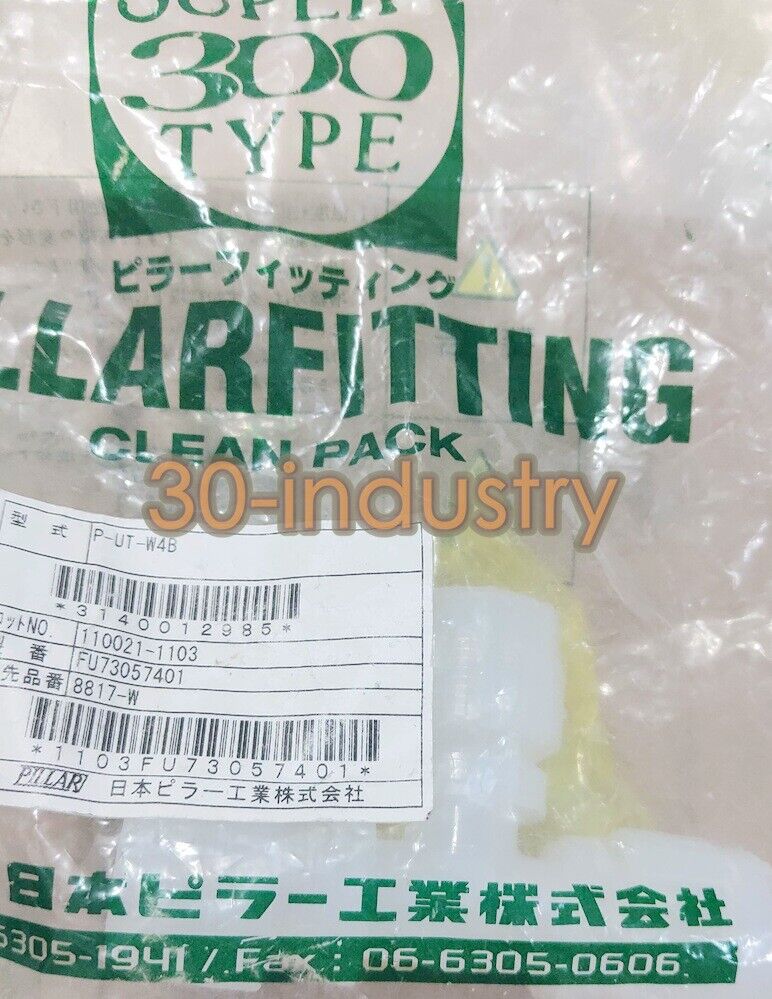 SUPER
300
TYPE
ピラーフィッティング
LLARFITTING
CLEAN PACK
30-industry
型 式 P-UT-W4B
*3140012985*
ロットNO. 110021-1103
番 FU73057401
先品番 8817-W
*1103FU73057401*
PILLAR 日本ピラー工業株式会社
日本ピラー工業株式会社
6305-1941 / Fax : 06-6305-0606